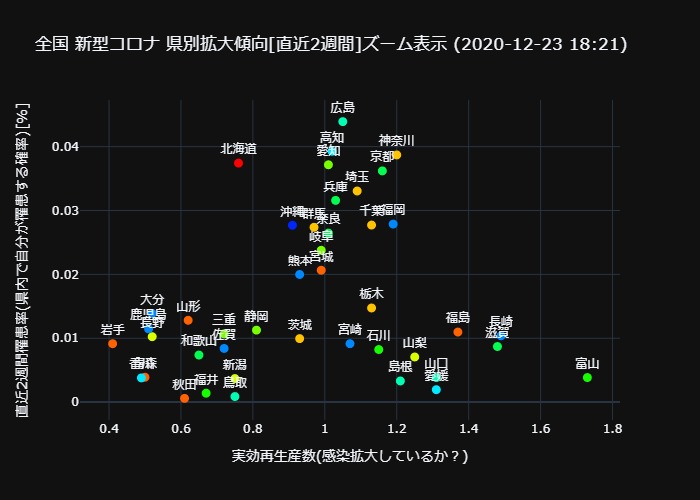 全国 新型コロナ 県別拡大傾向[直近2週間]ズーム表示 (2020-12-23 18:21)
直近2週間罹患率(県内で自分が罹患する確率)[%]
広島
高知
愛知
北海道
神奈川
京都
埼玉
兵庫
沖縄
群馬
奈良
千葉
福岡
岐阜
宮城
熊本
栃木
大分
鹿児島
長野
山形
岩手
三重
佐賀
静岡
和歌山
茨城
宮崎
石川
山梨
福島
長崎
滋賀
富山
島根
山口
愛媛
新潟
鳥取
福井
秋田
0.04
0.03
0.02
0.01
0
0.4
0.6
0.8
1
1.2
1.4
1.6
1.8
実効再生産数(感染拡大しているか？)